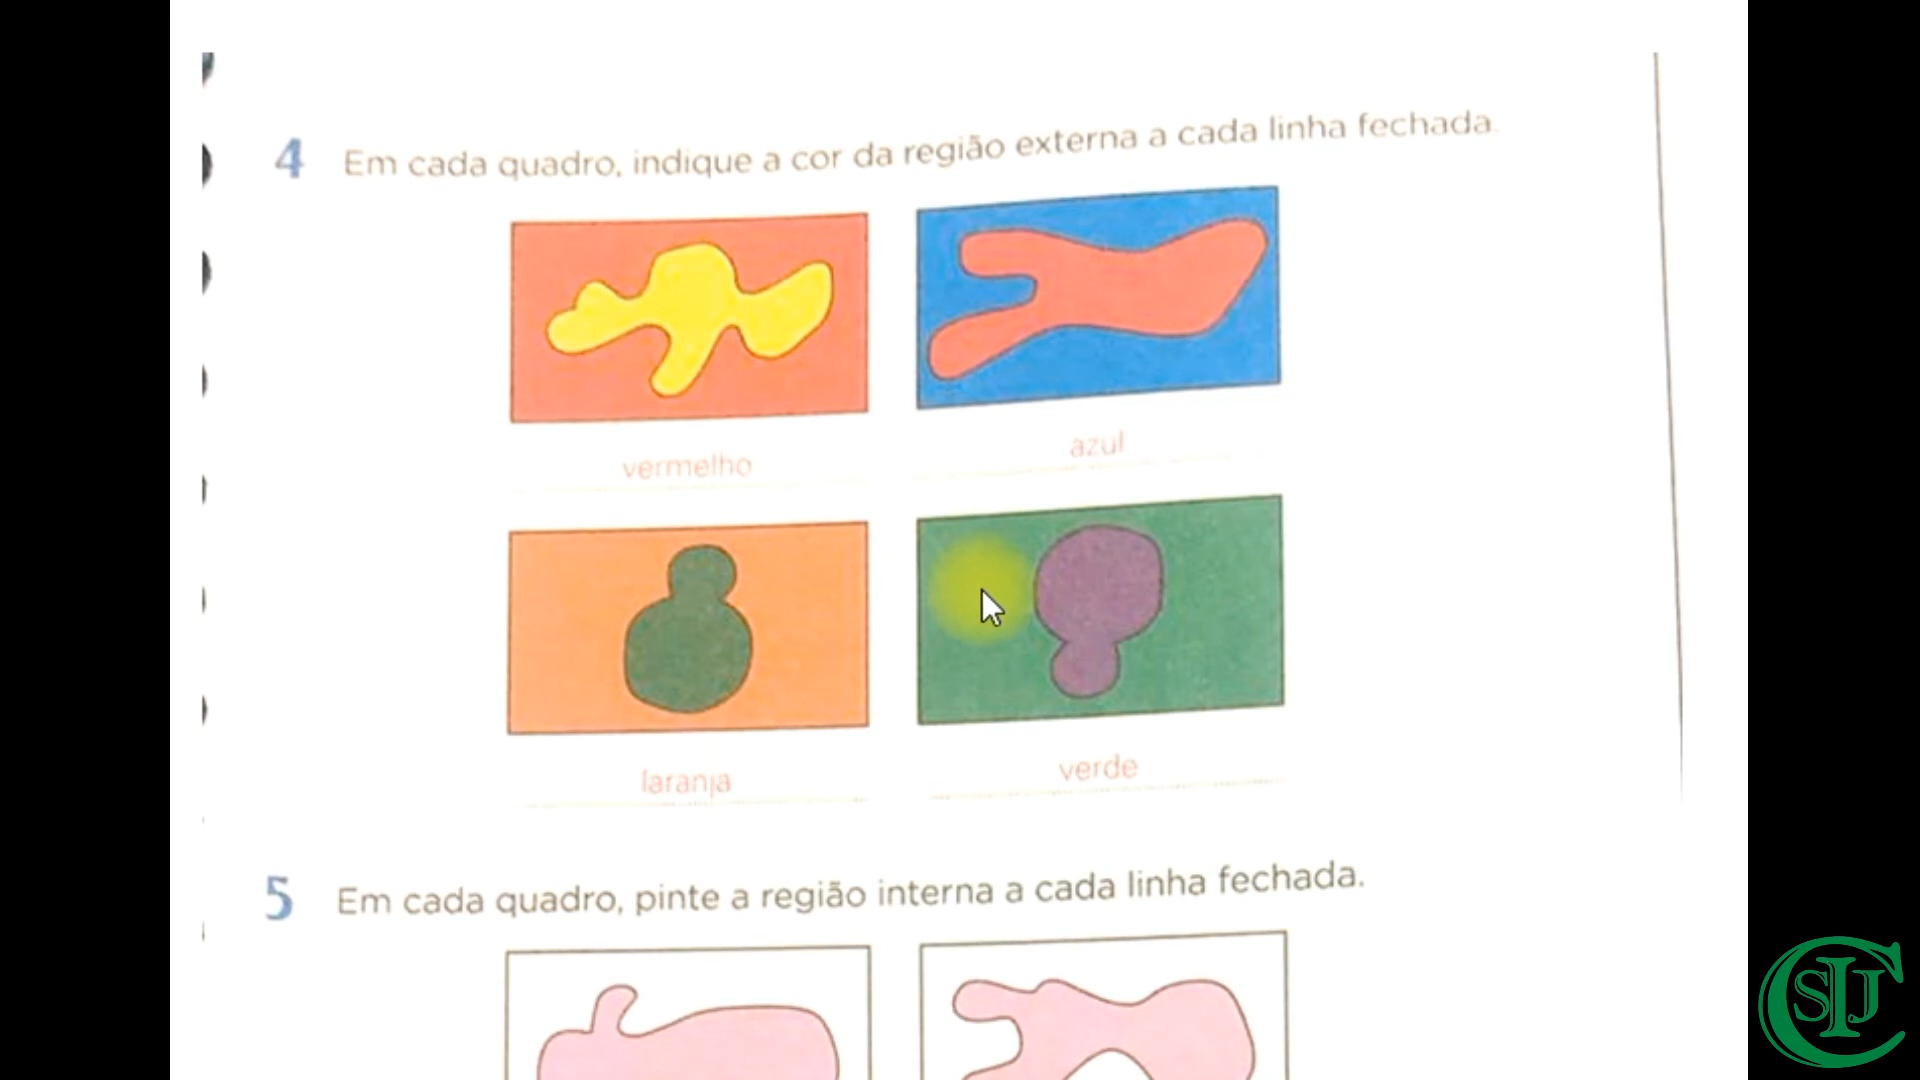 4 Em cada quadro, indique a cor da região externa a cada linha fechada.
vermelho
azul
laranja
verde
5 Em cada quadro, pinte a região interna a cada linha fechada.
CSIJ